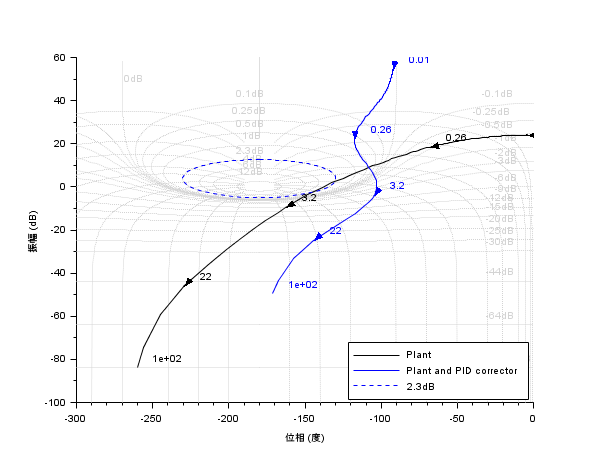 0dB
0.1dB
-0.1dB
0.25dB
-0.25dB
0.5dB
-0.5dB
1dB
2.3dB
-3dB
-6dB
-9dB
12dB
-12dB
-15dB
-20dB
-25dB
-30dB
-44dB
-64dB
0.01
0.26
0.26
3.2
3.2
22
22
1e+02
1e+02
60
40
20
0
-20
-40
-60
-80
-100
振幅 (dB)
-300
-250
-200
-150
-100
-50
0
位相 (度)
Plant
Plant and PID corrector
2.3dB